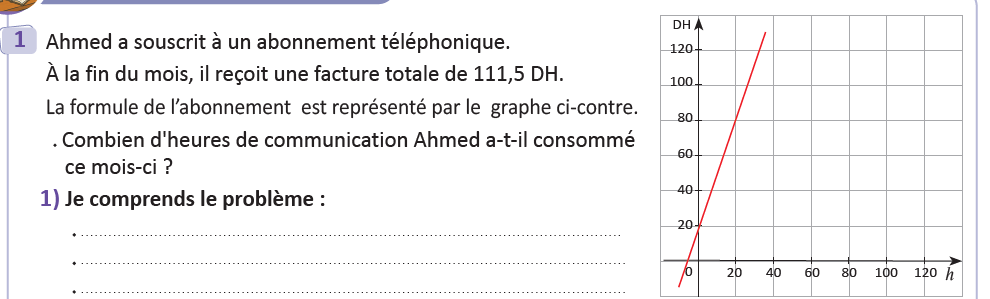 1 Ahmed a souscrit à un abonnement téléphonique.
À la fin du mois, il reçoit une facture totale de 111,5 DH.
La formule de l'abonnement est représenté par le graphe ci-contre.
. Combien d'heures de communication Ahmed a-t-il consommé
ce mois-ci ?
1) Je comprends le problème :
DH
120
100
80
60
40
20
0 20 40 60 80 100 120 h